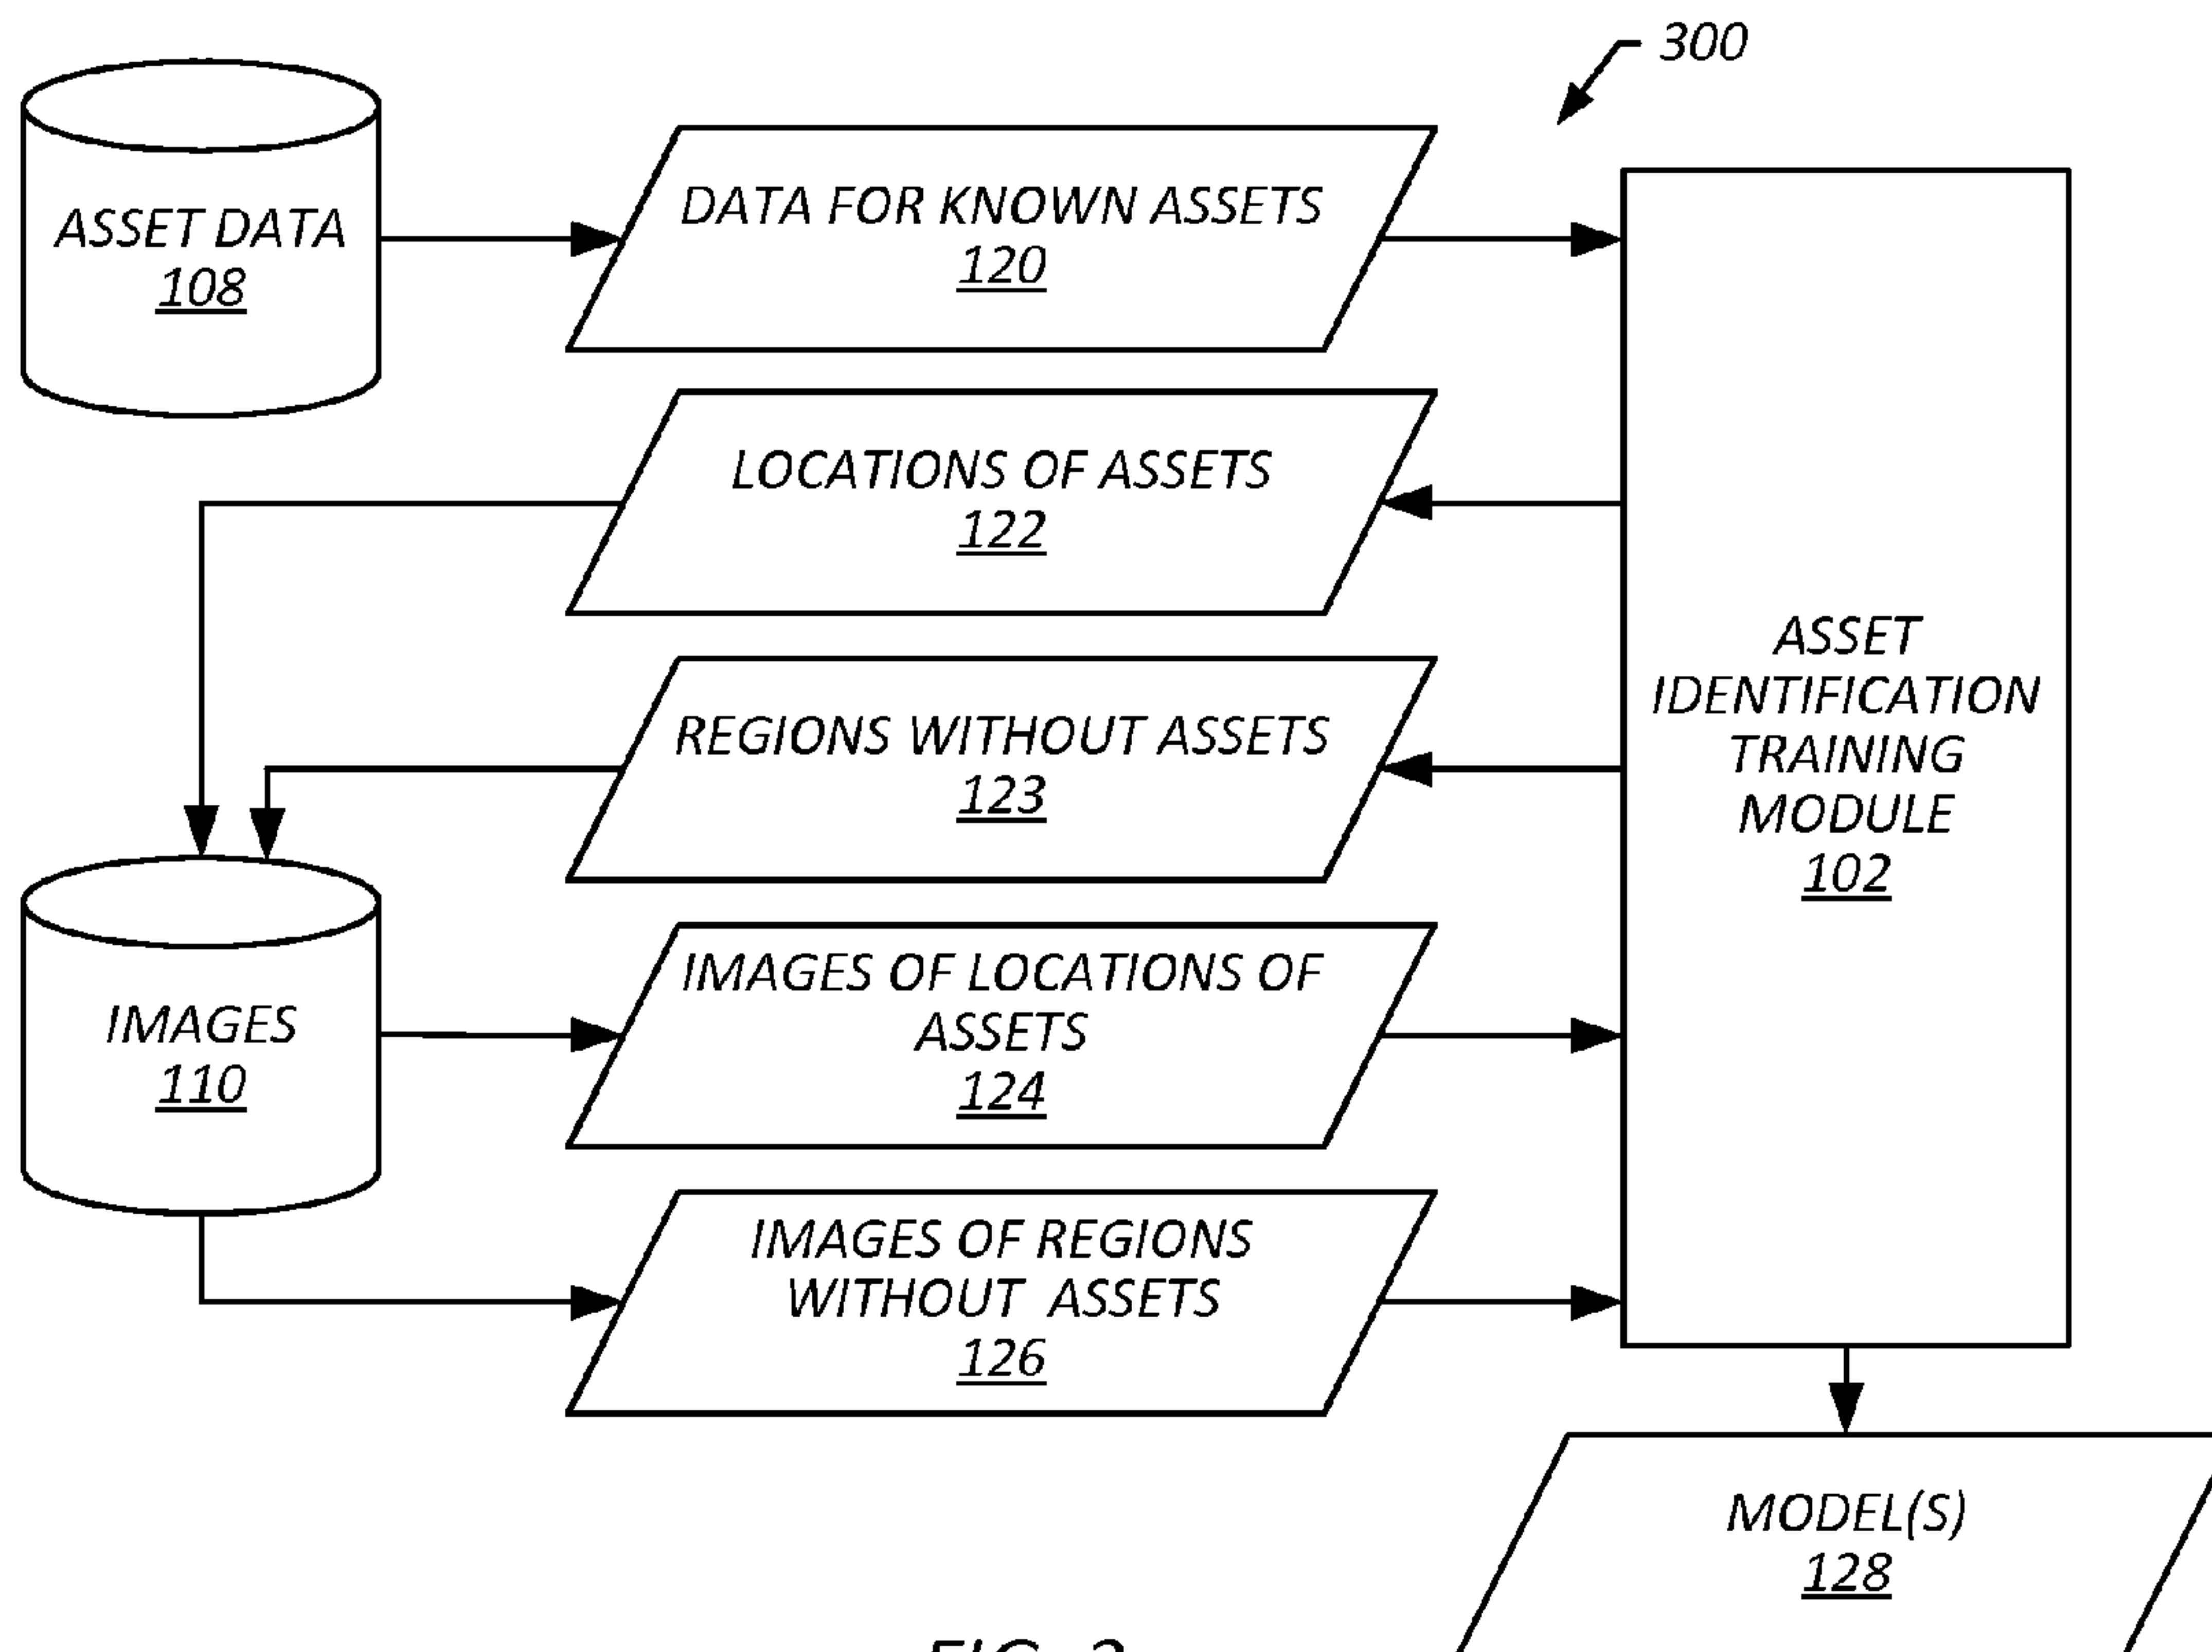 300
ASSET DATA
108
DATA FOR KNOWN ASSETS
120
LOCATIONS OF ASSETS
122
REGIONS WITHOUT ASSETS
123
ASSET
IDENTIFICATION
TRAINING
MODULE
102
IMAGES
110
IMAGES OF LOCATIONS OF
ASSETS
124
IMAGES OF REGIONS
WITHOUT ASSETS
126
MODEL(S)
128
FIG.